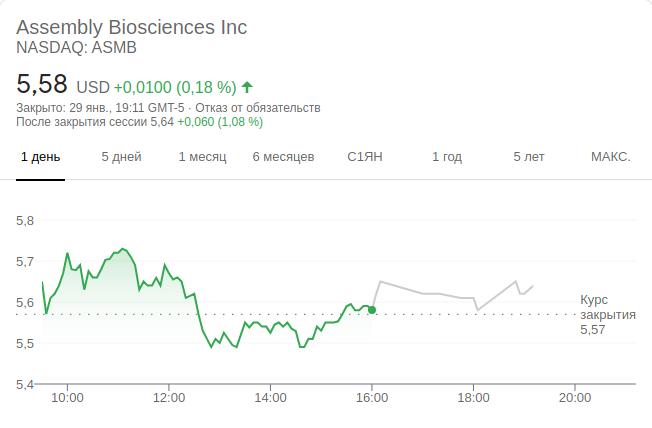 Assembly Biosciences Inc
NASDAQ: ASMB
5,58 USD +0,0100 (0,18 %)
Закрыто: 29 янв., 19:11 GMT-5 · Отказ от обязательств
После закрытия сессии 5,64 +0,060 (1,08 %)
1 день 5 дней 1 месяц 6 месяцев С1ЯН 1 год 5 лет МАКС.
5,8
5,7
5,6
5,5
5,4
Курс
закрытия
5,57
10:00 12:00 14:00 16:00 18:00 20:00